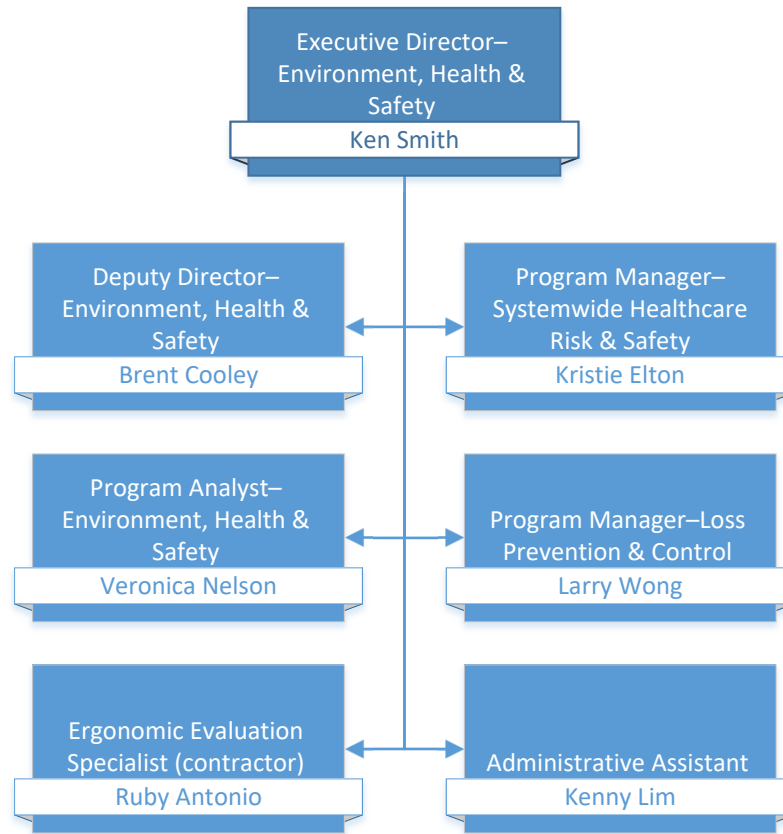 Executive Director–
Environment, Health &
Safety
Ken Smith
Deputy Director–
Environment, Health &
Safety
Brent Cooley
Program Manager–
Systemwide Healthcare
Risk & Safety
Kristie Elton
Program Analyst–
Environment, Health &
Safety
Veronica Nelson
Program Manager–Loss
Prevention & Control
Larry Wong
Ergonomic Evaluation
Specialist (contractor)
Ruby Antonio
Administrative Assistant
Kenny Lim